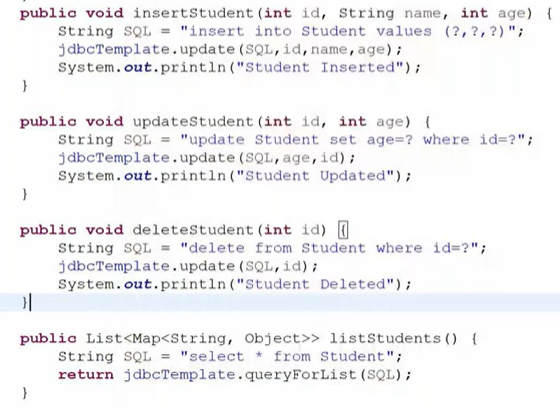 public void insertStudent(int id, String name, int age) {
    String SQL = "insert into Student values (?,?,?)";
    jdbcTemplate.update(SQL,id,name,age);
    System.out.println("Student Inserted");
}

public void updateStudent(int id, int age) {
    String SQL = "update Student set age=? where id=?";
    jdbcTemplate.update(SQL,age,id);
    System.out.println("Student Updated");
}

public void deleteStudent(int id) {
    String SQL = "delete from Student where id=?";
    jdbcTemplate.update(SQL,id);
    System.out.println("Student Deleted");
}

public List<Map<String, Object>> listStudents() {
    String SQL = "select * from Student";
    return jdbcTemplate.queryForList(SQL);
}